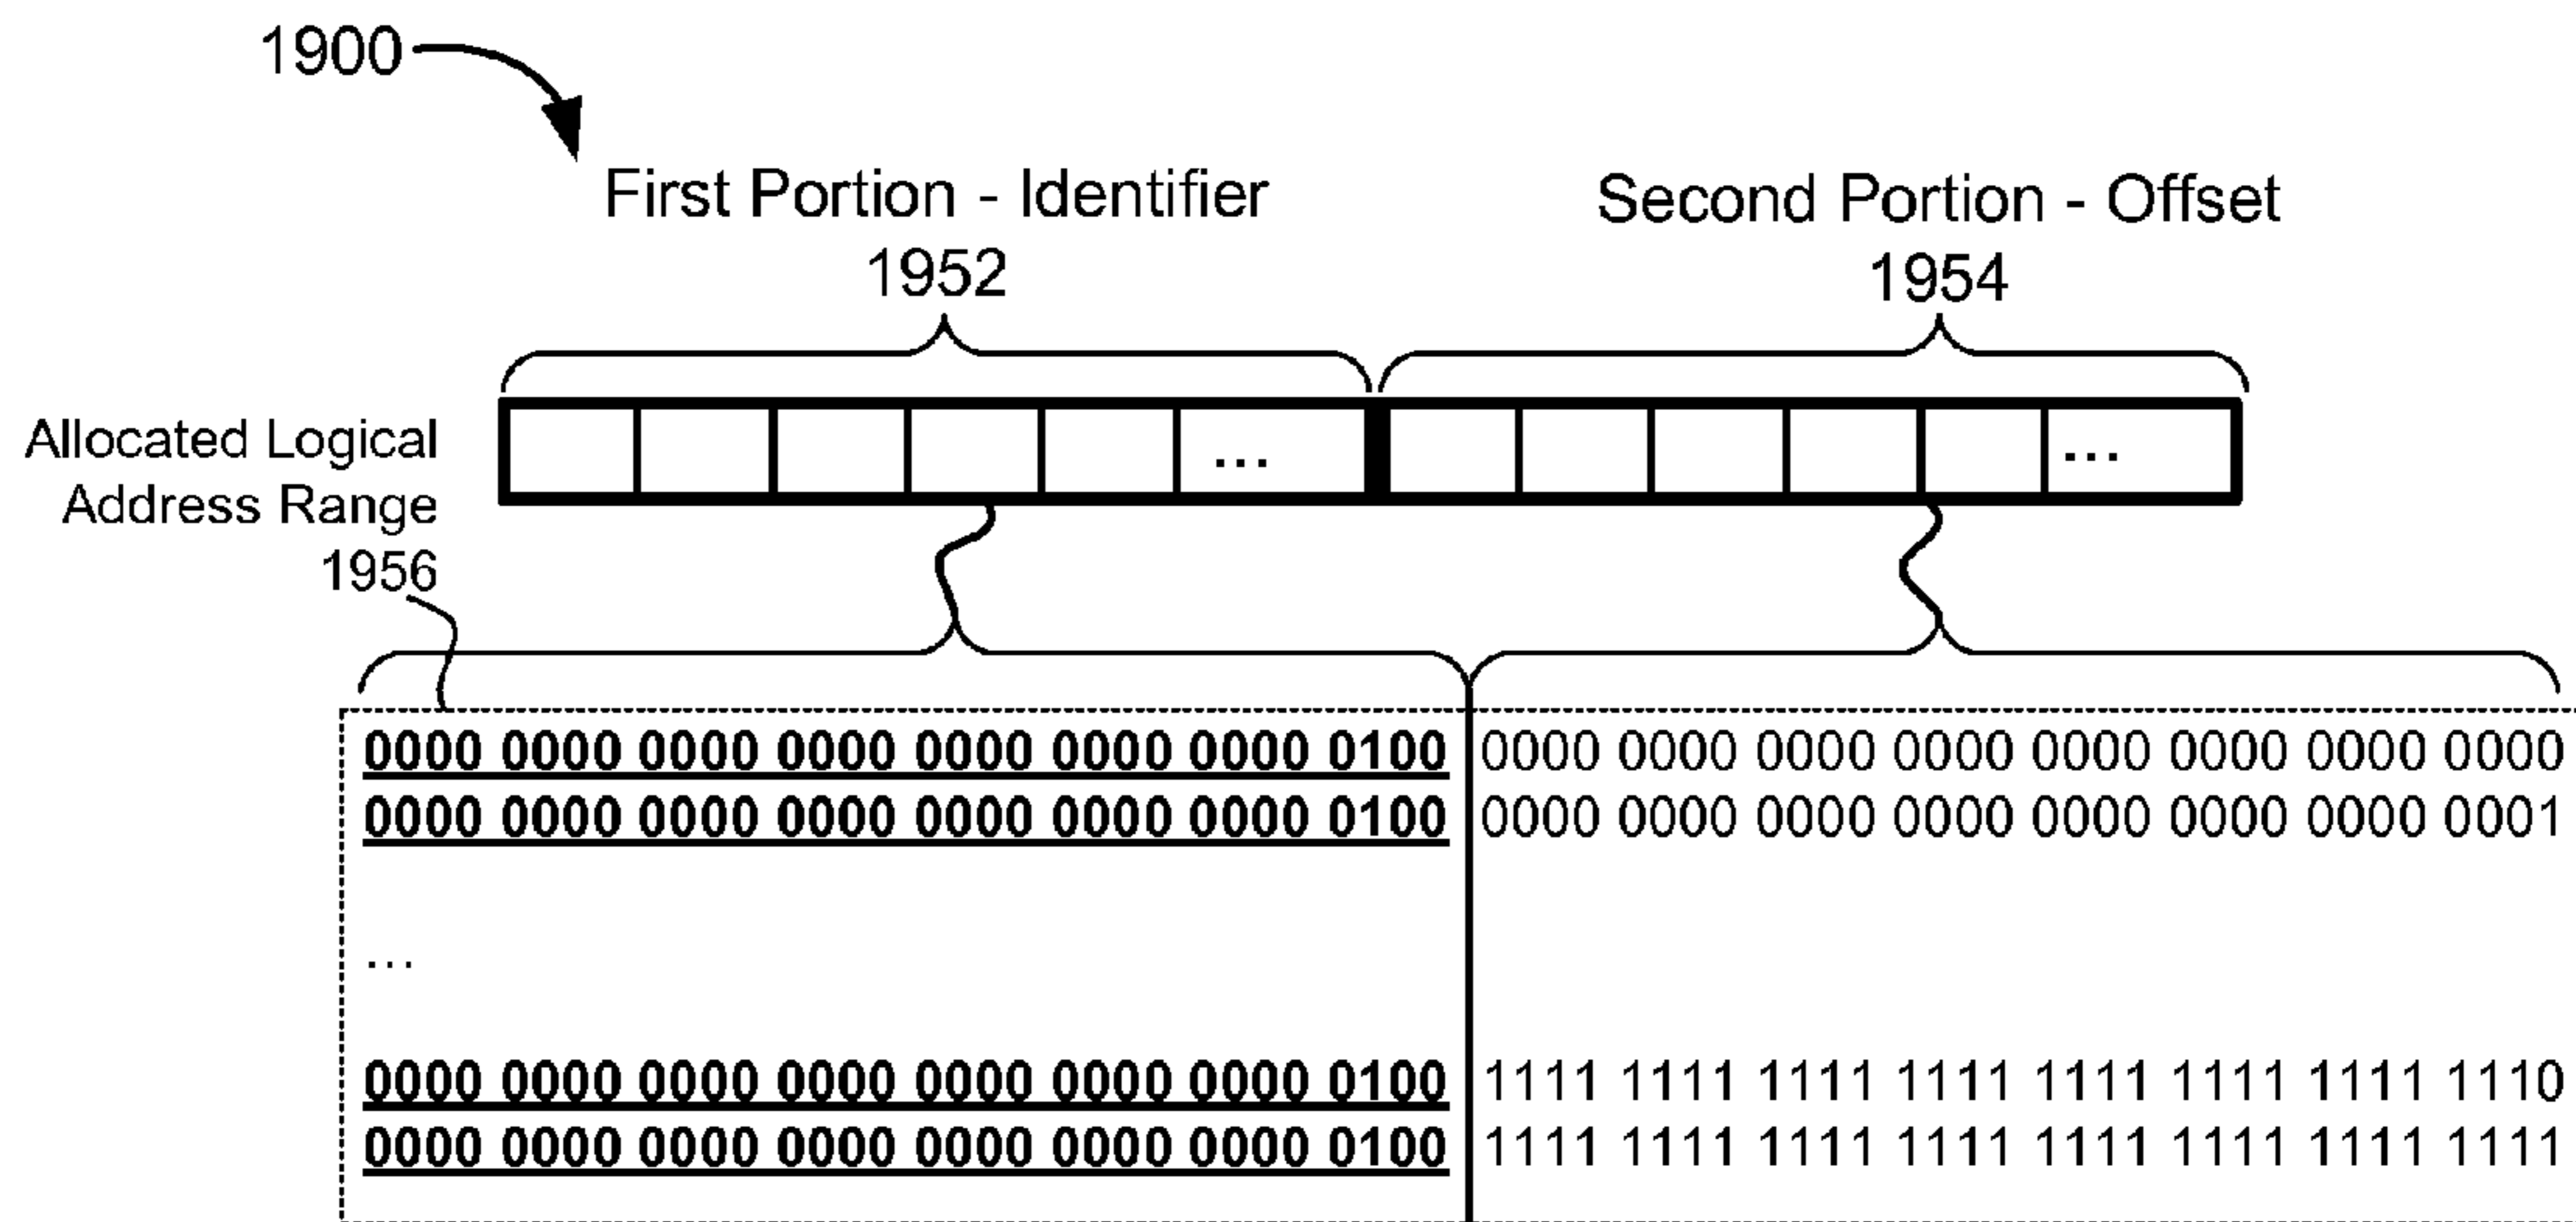 1900
First Portion - Identifier
1952
Second Portion - Offset
1954
... ...
Allocated Logical
Address Range
1956
0000 0000 0000 0000 0000 0000 0000 0100 0000 0000 0000 0000 0000 0000 0000 0000
0000 0000 0000 0000 0000 0000 0000 0100 0000 0000 0000 0000 0000 0000 0000 0001
...
0000 0000 0000 0000 0000 0000 0000 0100 1111 1111 1111 1111 1111 1111 1111 1110
0000 0000 0000 0000 0000 0000 0000 0100 1111 1111 1111 1111 1111 1111 1111 1111